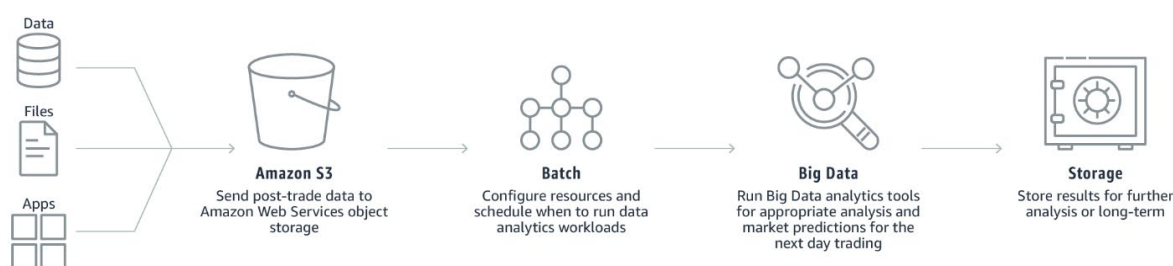 Data
Files
Apps
Amazon S3
Send post-trade data to
Amazon Web Services object
storage
Batch
Configure resources and
schedule when to run data
analytics workloads
Big Data
Run Big Data analytics tools
for appropriate analysis and
market predictions for the
next day trading
Storage
Store results for further
analysis or long-term